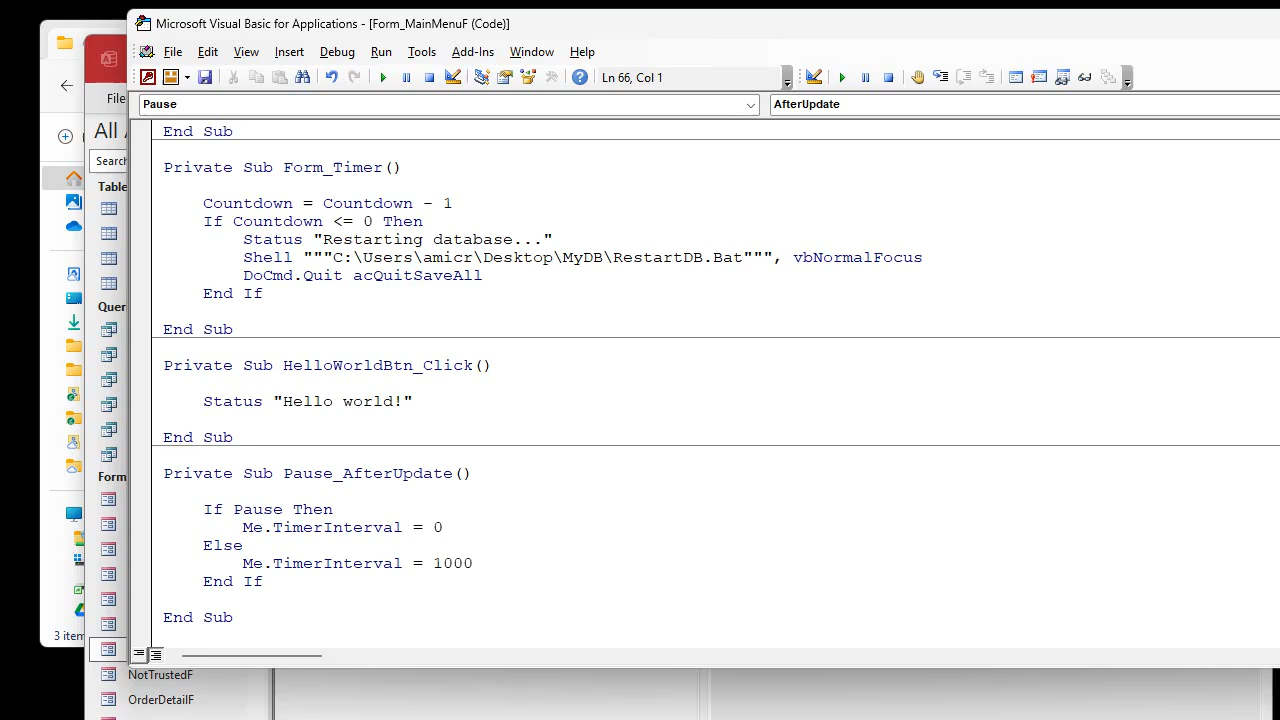 Microsoft Visual Basic for Applications - [Form_MainMenuF (Code)]
File Edit View Insert Debug Run Tools Add-Ins Window Help
Ln 66, Col 1
Pause AfterUpdate
File
All
Search
Table
Quer
Form
3 item
NotTrustedF
OrderDetailF
End Sub
Private Sub Form_Timer()
Countdown = Countdown - 1
If Countdown <= 0 Then
Status "Restarting database..."
Shell """C:\Users\amicr\Desktop\MyDB\RestartDB.Bat""", vbNormalFocus
DoCmd.Quit acQuitSaveAll
End If
End Sub
Private Sub HelloWorldBtn_Click()
Status "Hello world!"
End Sub
Private Sub Pause_AfterUpdate()
If Pause Then
Me.TimerInterval = 0
Else
Me.TimerInterval = 1000
End If
End Sub